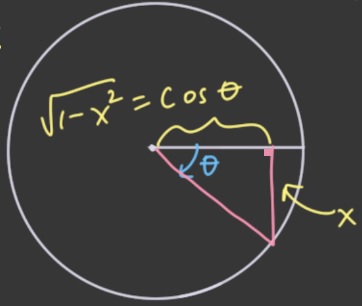 √(1-x²) = cos θ
θ
x